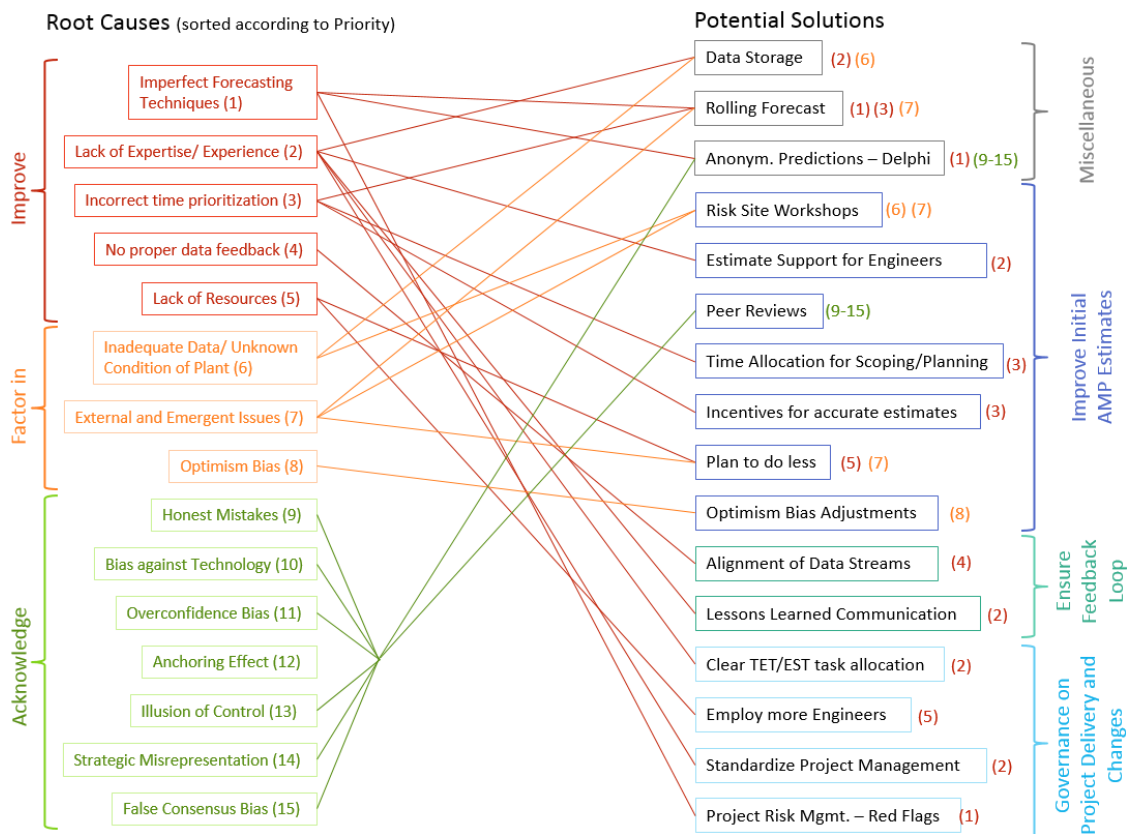 Root Causes (sorted according to Priority)
Improve
Imperfect Forecasting
Techniques (1)
Lack of Expertise/ Experience (2)
Incorrect time prioritization (3)
No proper data feedback (4)
Lack of Resources (5)
Factor in
Inadequate Data/ Unknown
Condition of Plant (6)
External and Emergent Issues (7)
Optimism Bias (8)
Acknowledge
Honest Mistakes (9)
Bias against Technology (10)
Overconfidence Bias (11)
Anchoring Effect (12)
Illusion of Control (13)
Strategic Misrepresentation (14)
False Consensus Bias (15)
Potential Solutions
Data Storage (2) (6)
Rolling Forecast (1) (3) (7)
Anonym. Predictions – Delphi (1) (9-15)
Miscellaneous
Risk Site Workshops (6) (7)
Estimate Support for Engineers (2)
Peer Reviews (9-15)
Time Allocation for Scoping/Planning (3)
Incentives for accurate estimates (3)
Plan to do less (5) (7)
Optimism Bias Adjustments (8)
Improve Initial
AMP Estimates
Alignment of Data Streams (4)
Lessons Learned Communication (2)
Ensure
Feedback
Loop
Clear TET/EST task allocation (2)
Employ more Engineers (5)
Standardize Project Management (2)
Project Risk Mgmt. – Red Flags (1)
Governance on
Project Delivery and
Changes